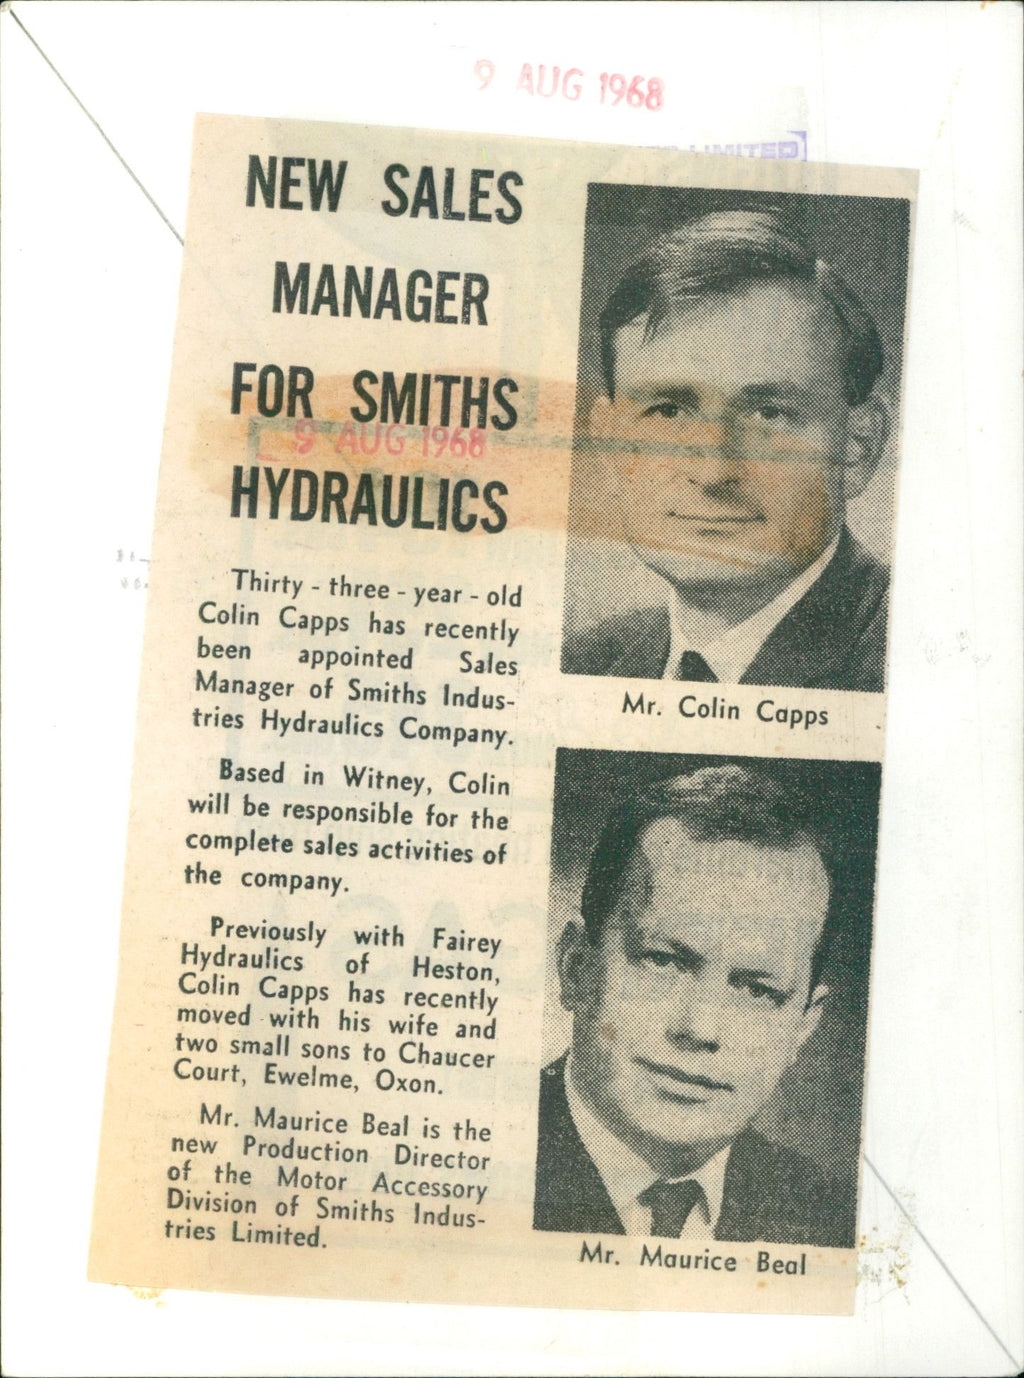 9 AUG 1968
LIMITED
NEW SALES
MANAGER
FOR SMITHS
9 AUG 1968
HYDRAULICS
Thirty - three - year - old
Colin Capps has recently
been appointed Sales
Manager of Smiths Indus-
tries Hydraulics Company.
Based in Witney, Colin
will be responsible for the
complete sales activities of
the company.
Previously with Fairey
Hydraulics of Heston,
Colin Capps has recently
moved with his wife and
two small sons to Chaucer
Court, Ewelme, Oxon.
Mr. Maurice Beal is the
new Production Director
of the Motor Accessory
Division of Smiths Indus-
tries Limited.
Mr. Colin Capps
Mr. Maurice Beal